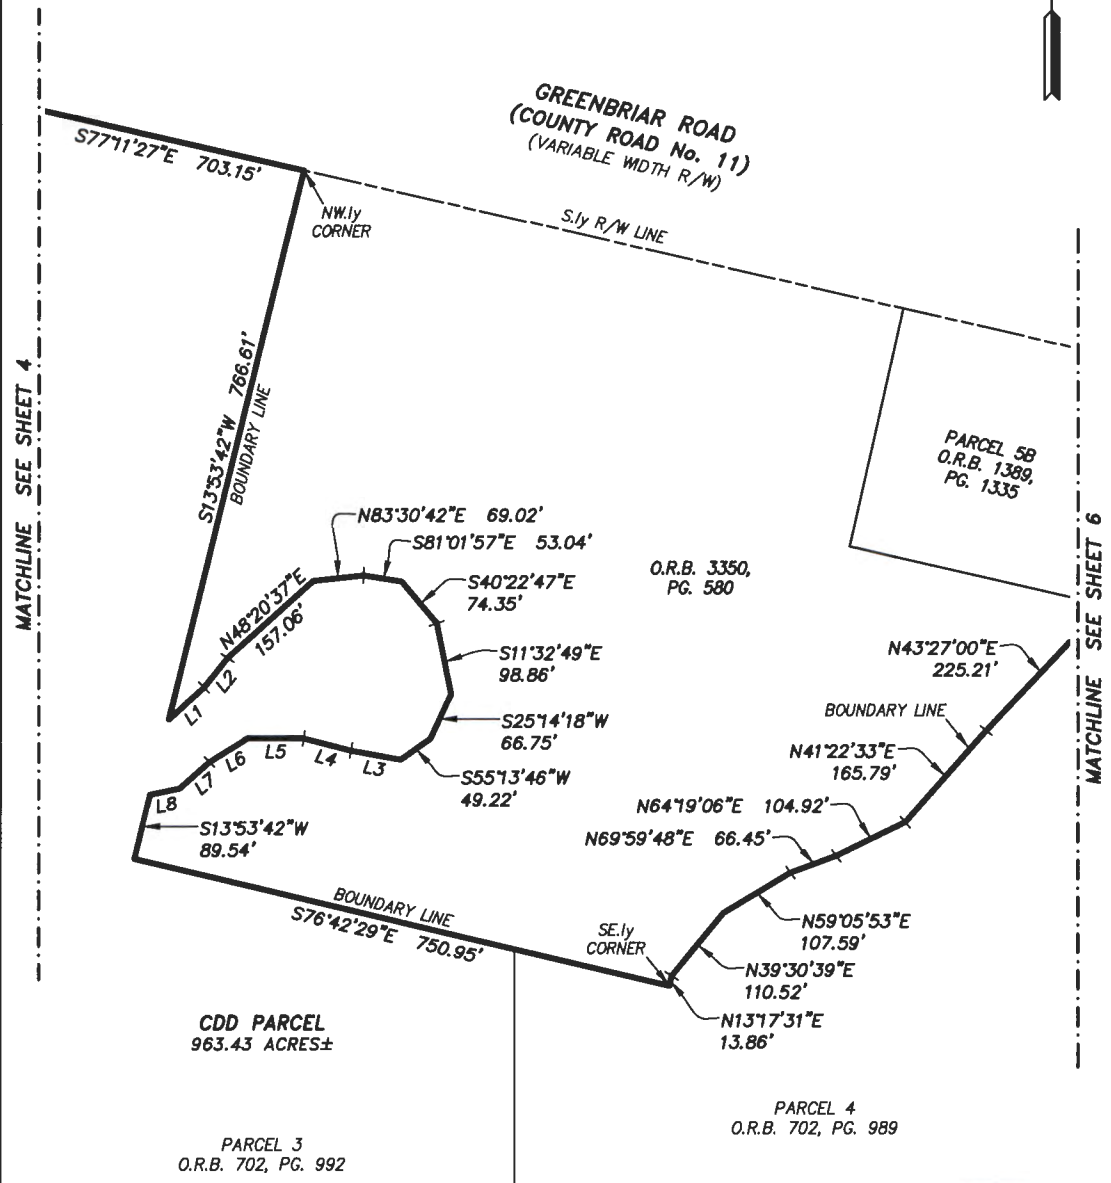 GREENBRIAR ROAD
(COUNTY ROAD No. 11)
(VARIABLE WIDTH R/W)
S77°11'27"E 703.15'
NW.ly
CORNER
S.ly R/W LINE
MATCHLINE SEE SHEET 4
S13°53'42"W 766.61'
BOUNDARY LINE
PARCEL 5B
O.R.B. 1389,
PG. 1335
MATCHLINE SEE SHEET 6
N83°30'42"E 69.02'
S81°01'57"E 53.04'
O.R.B. 3350,
PG. 580
S40°22'47"E
74.35'
N48°20'37"E
157.06'
S11°32'49"E
98.86'
N43°27'00"E
225.21'
L1
L2
S25°14'18"W
66.75'
BOUNDARY LINE
L5
L4
L3
L6
L7
L8
N41°22'33"E
165.79'
S55°13'46"W
49.22'
N64°19'06"E 104.92'
S13°53'42"W
89.54'
N69°59'48"E 66.45'
BOUNDARY LINE
S76°42'29"E 750.95'
SE.ly
CORNER
N59°05'53"E
107.59'
N39°30'39"E
110.52'
N13°17'31"E
13.86'
CDD PARCEL
963.43 ACRES±
PARCEL 4
O.R.B. 702, PG. 989
PARCEL 3
O.R.B. 702, PG. 992